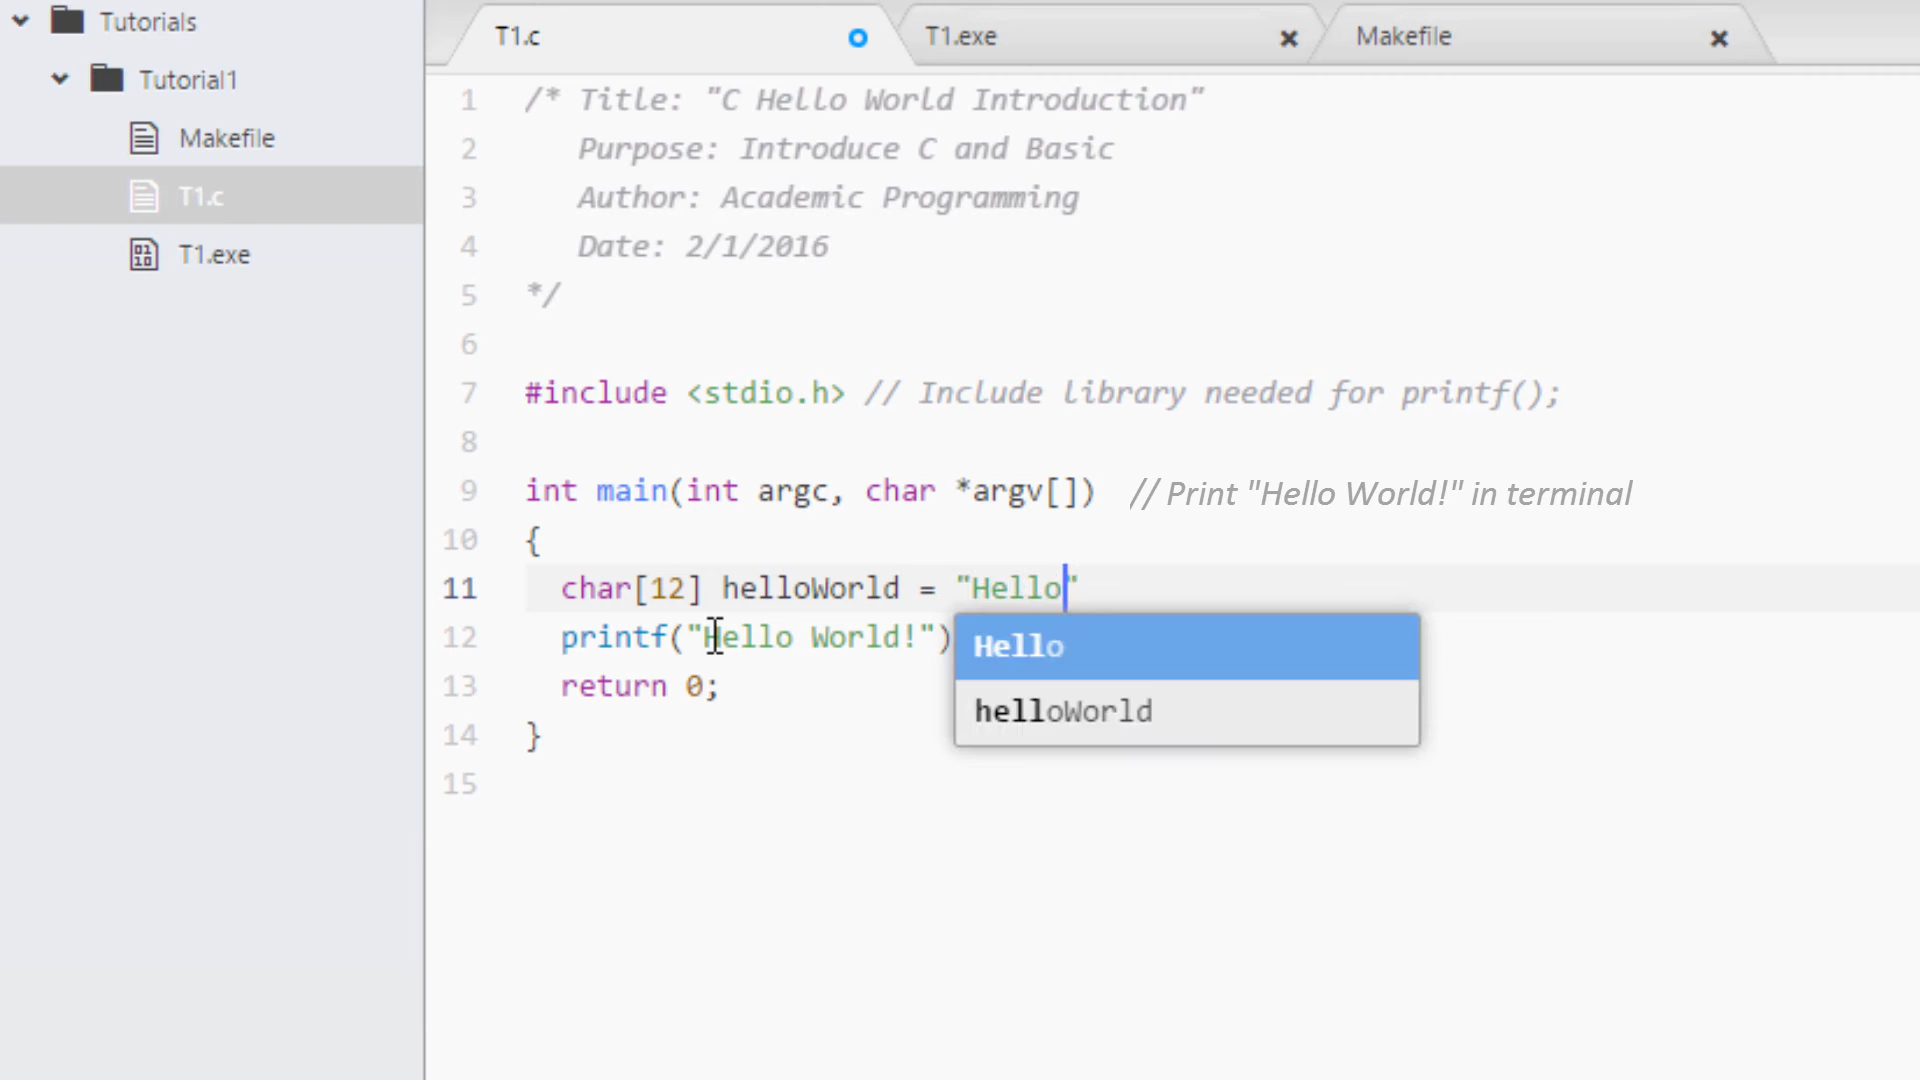 Tutorials
Tutorial1
Makefile
T1.c
T1.exe
T1.c T1.exe Makefile
1 /* Title: "C Hello World Introduction"
2 Purpose: Introduce C and Basic
3 Author: Academic Programming
4 Date: 2/1/2016
5 */
6
7 #include <stdio.h> // Include library needed for printf();
8
9 int main(int argc, char *argv[]) // Print "Hello World!" in terminal
10 {
11 char[12] helloWorld = "Hello"
12 printf("Hello World!")
13 return 0;
14 }
15
Hello
helloWorld